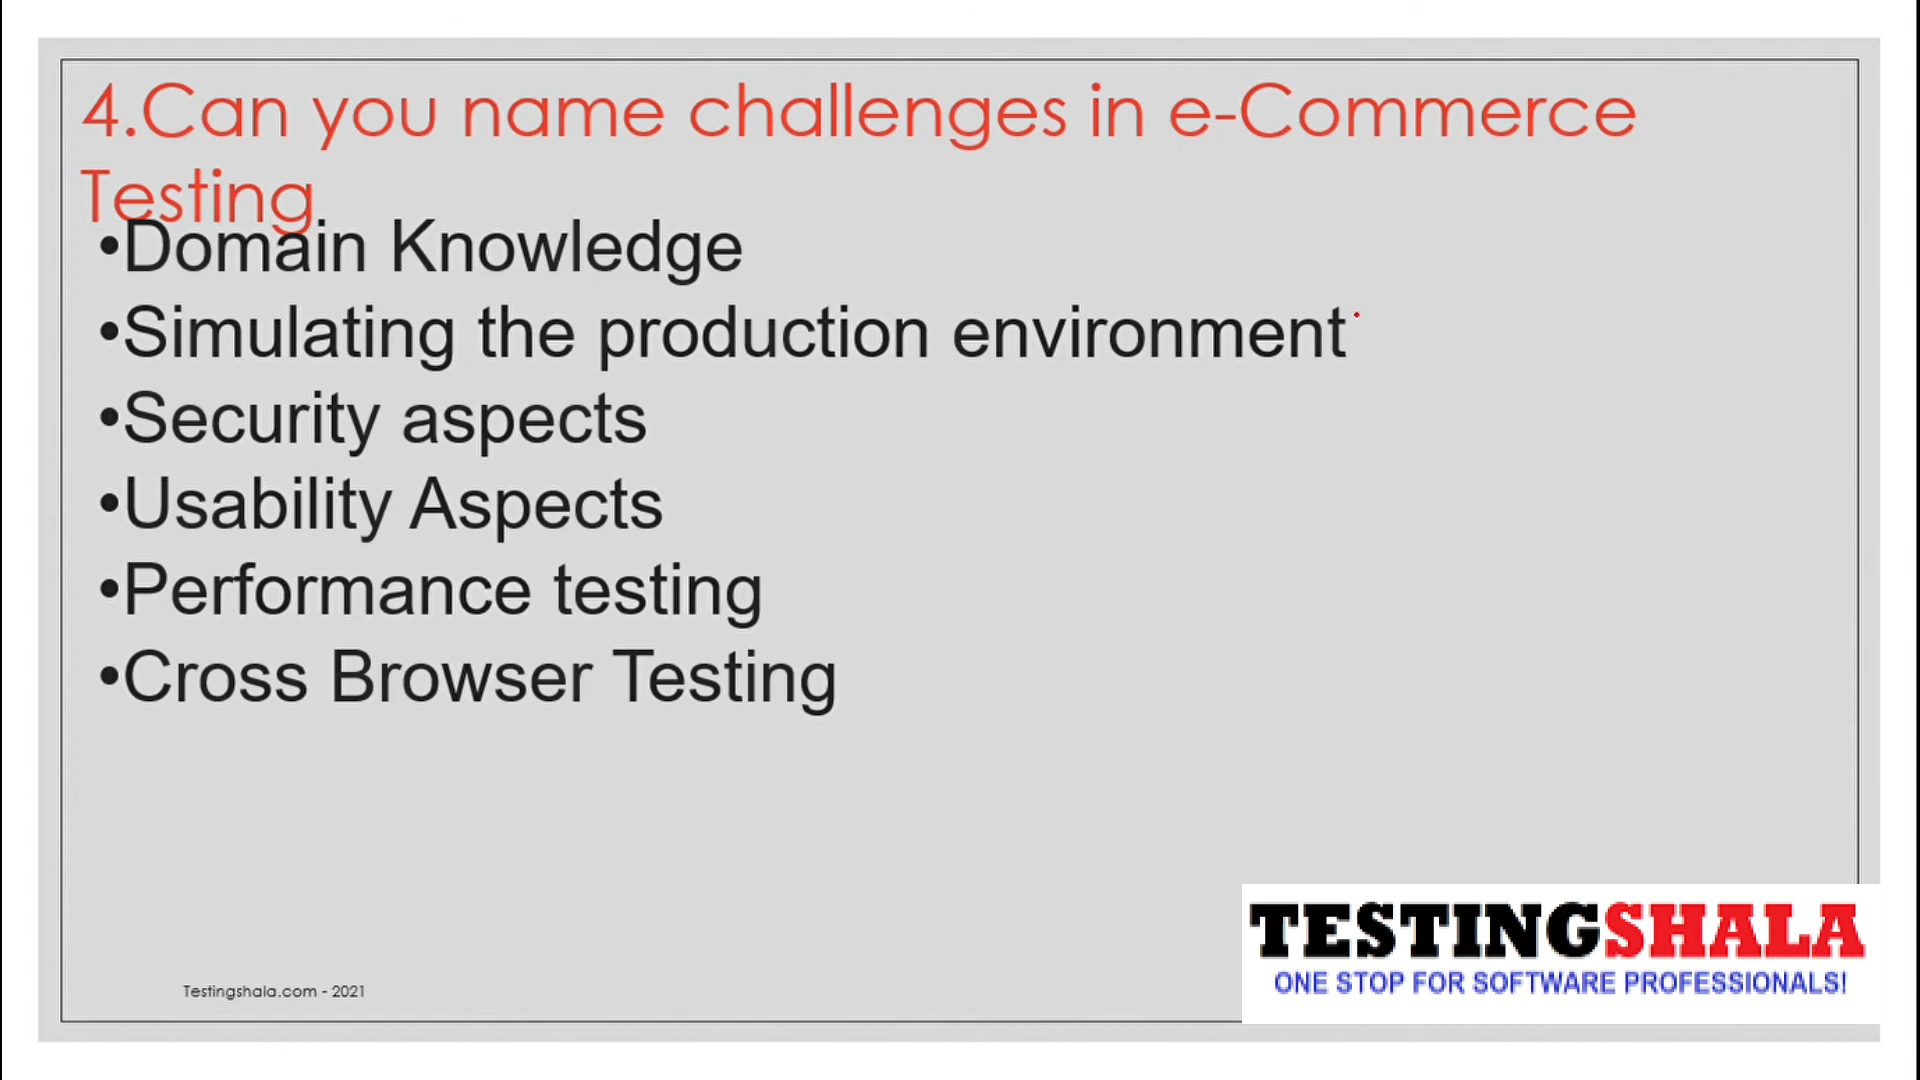 4.Can you name challenges in e-Commerce
Testing
•Domain Knowledge
•Simulating the production environment
•Security aspects
•Usability Aspects
•Performance testing
•Cross Browser Testing
Testingshala.com - 2021
TESTINGSHALA
ONE STOP FOR SOFTWARE PROFESSIONALS!